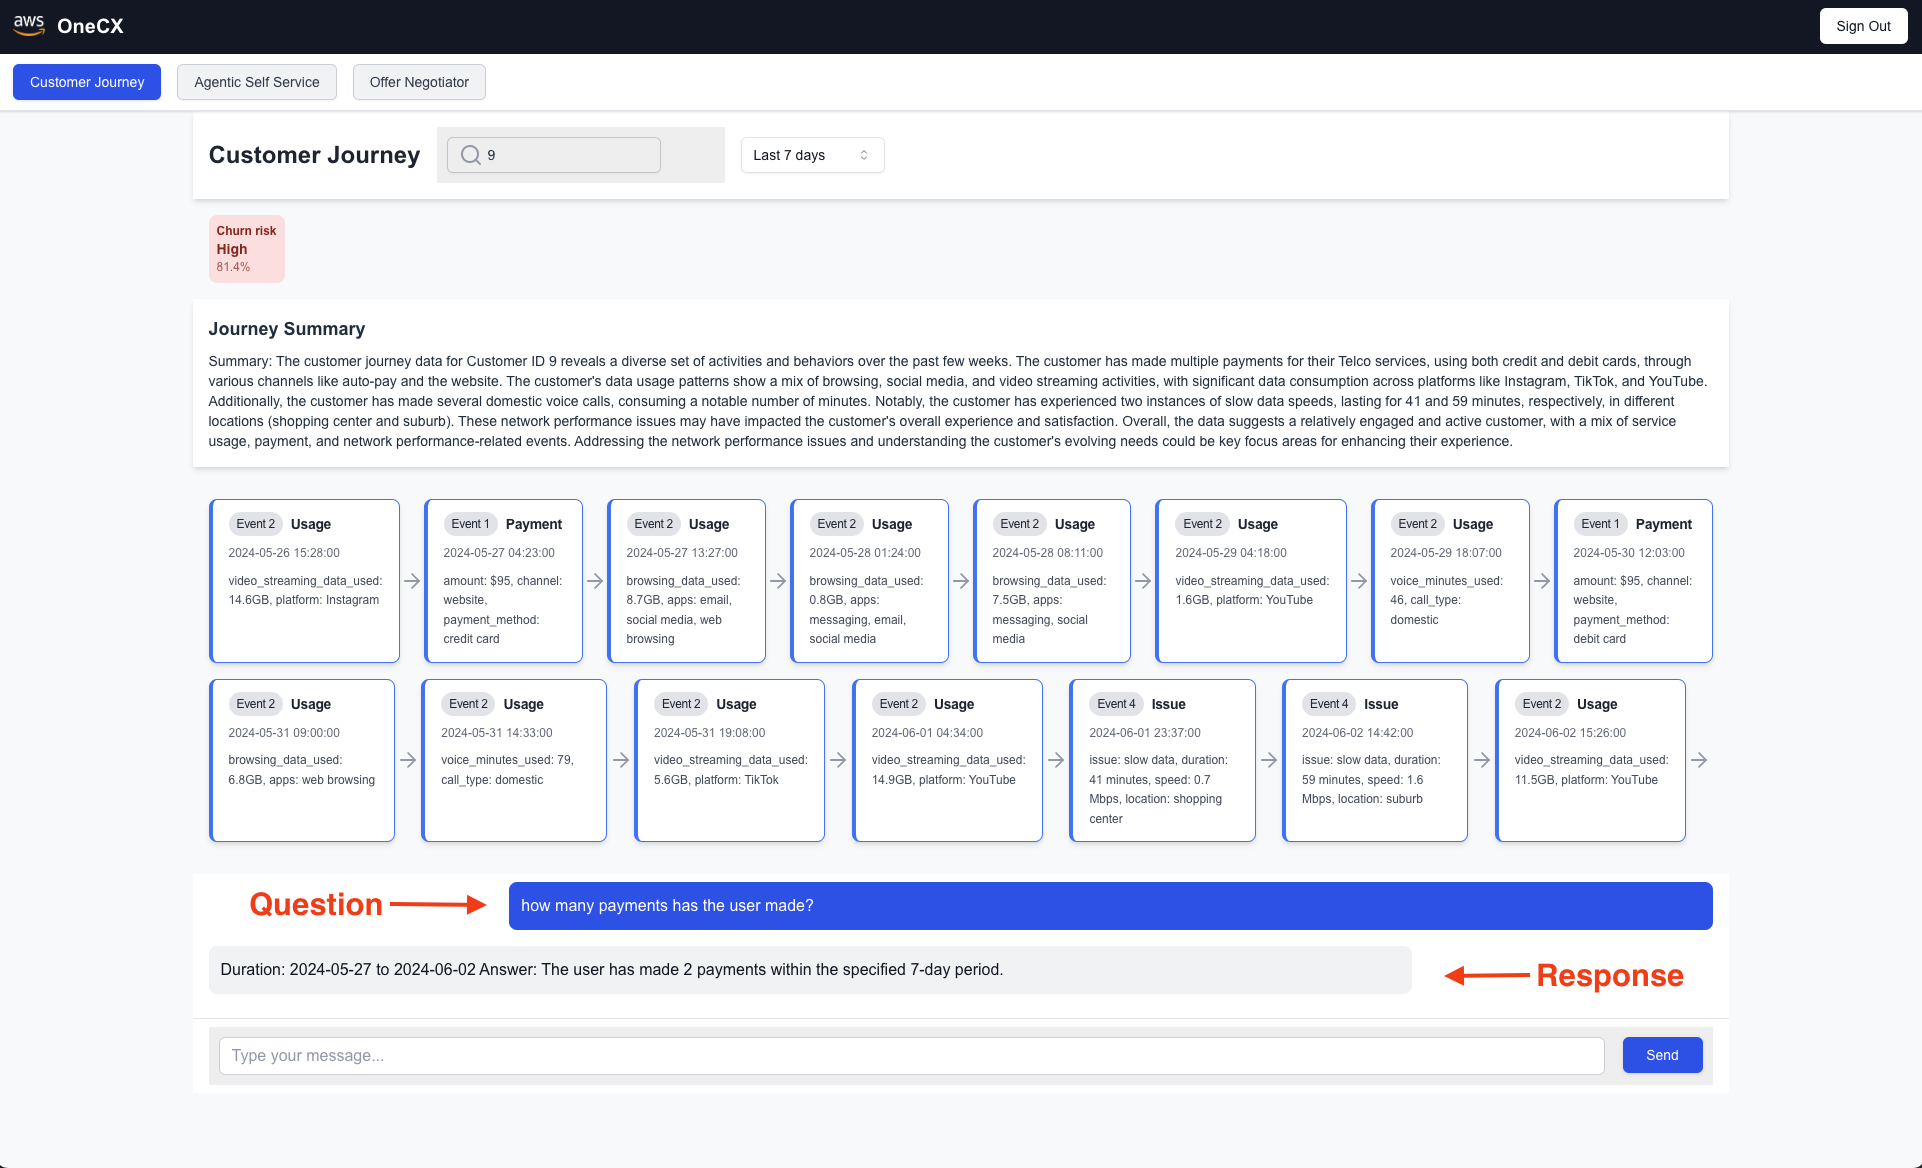 aws OneCX
Sign Out
Customer Journey
Agentic Self Service
Offer Negotiator
Customer Journey
9
Last 7 days
Churn risk
High
81.4%
Journey Summary
Summary: The customer journey data for Customer ID 9 reveals a diverse set of activities and behaviors over the past few weeks. The customer has made multiple payments for their Telco services, using both credit and debit cards, through
various channels like auto-pay and the website. The customer's data usage patterns show a mix of browsing, social media, and video streaming activities, with significant data consumption across platforms like Instagram, TikTok, and YouTube.
Additionally, the customer has made several domestic voice calls, consuming a notable number of minutes. Notably, the customer has experienced two instances of slow data speeds, lasting for 41 and 59 minutes, respectively, in different
locations (shopping center and suburb). These network performance issues may have impacted the customer's overall experience and satisfaction. Overall, the data suggests a relatively engaged and active customer, with a mix of service
usage, payment, and network performance-related events. Addressing the network performance issues and understanding the customer's evolving needs could be key focus areas for enhancing their experience.
Event 2 Usage
2024-05-26 15:28:00
video_streaming_data_used:
14.6GB, platform: Instagram
Event 1 Payment
2024-05-27 04:23:00
amount: $95, channel:
website,
payment_method:
credit card
Event 2 Usage
2024-05-27 13:27:00
browsing_data_used:
8.7GB, apps: email,
social media, web
browsing
Event 2 Usage
2024-05-28 01:24:00
browsing_data_used:
0.8GB, apps:
messaging, email,
social media
Event 2 Usage
2024-05-28 08:11:00
browsing_data_used:
7.5GB, apps:
messaging, social
media
Event 2 Usage
2024-05-29 04:18:00
video_streaming_data_used:
1.6GB, platform: YouTube
Event 2 Usage
2024-05-29 18:07:00
voice_minutes_used:
46, call_type:
domestic
Event 1 Payment
2024-05-30 12:03:00
amount: $95, channel:
website,
payment_method:
debit card
Event 2 Usage
2024-05-31 09:00:00
browsing_data_used:
6.8GB, apps: web browsing
Event 2 Usage
2024-05-31 14:33:00
voice_minutes_used: 79,
call_type: domestic
Event 2 Usage
2024-05-31 19:08:00
video_streaming_data_used:
5.6GB, platform: TikTok
Event 2 Usage
2024-06-01 04:34:00
video_streaming_data_used:
14.9GB, platform: YouTube
Event 4 Issue
2024-06-01 23:37:00
issue: slow data, duration:
41 minutes, speed: 0.7
Mbps, location: shopping
center
Event 4 Issue
2024-06-02 14:42:00
issue: slow data, duration:
59 minutes, speed: 1.6
Mbps, location: suburb
Event 2 Usage
2024-06-02 15:26:00
video_streaming_data_used:
11.5GB, platform: YouTube
Question
how many payments has the user made?
Duration: 2024-05-27 to 2024-06-02 Answer: The user has made 2 payments within the specified 7-day period.
Response
Type your message...
Send